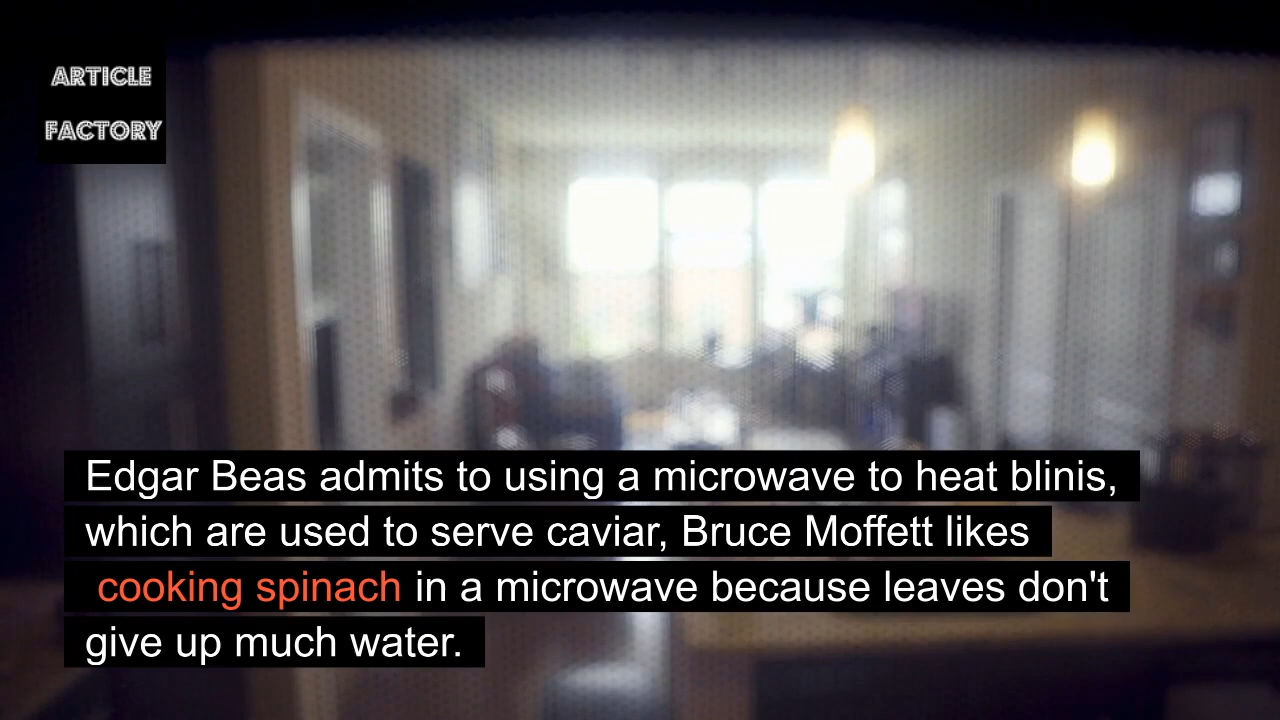 ARTICLE
FACTORY
Edgar Beas admits to using a microwave to heat blinis,
which are used to serve caviar, Bruce Moffett likes
cooking spinach in a microwave because leaves don't
give up much water.